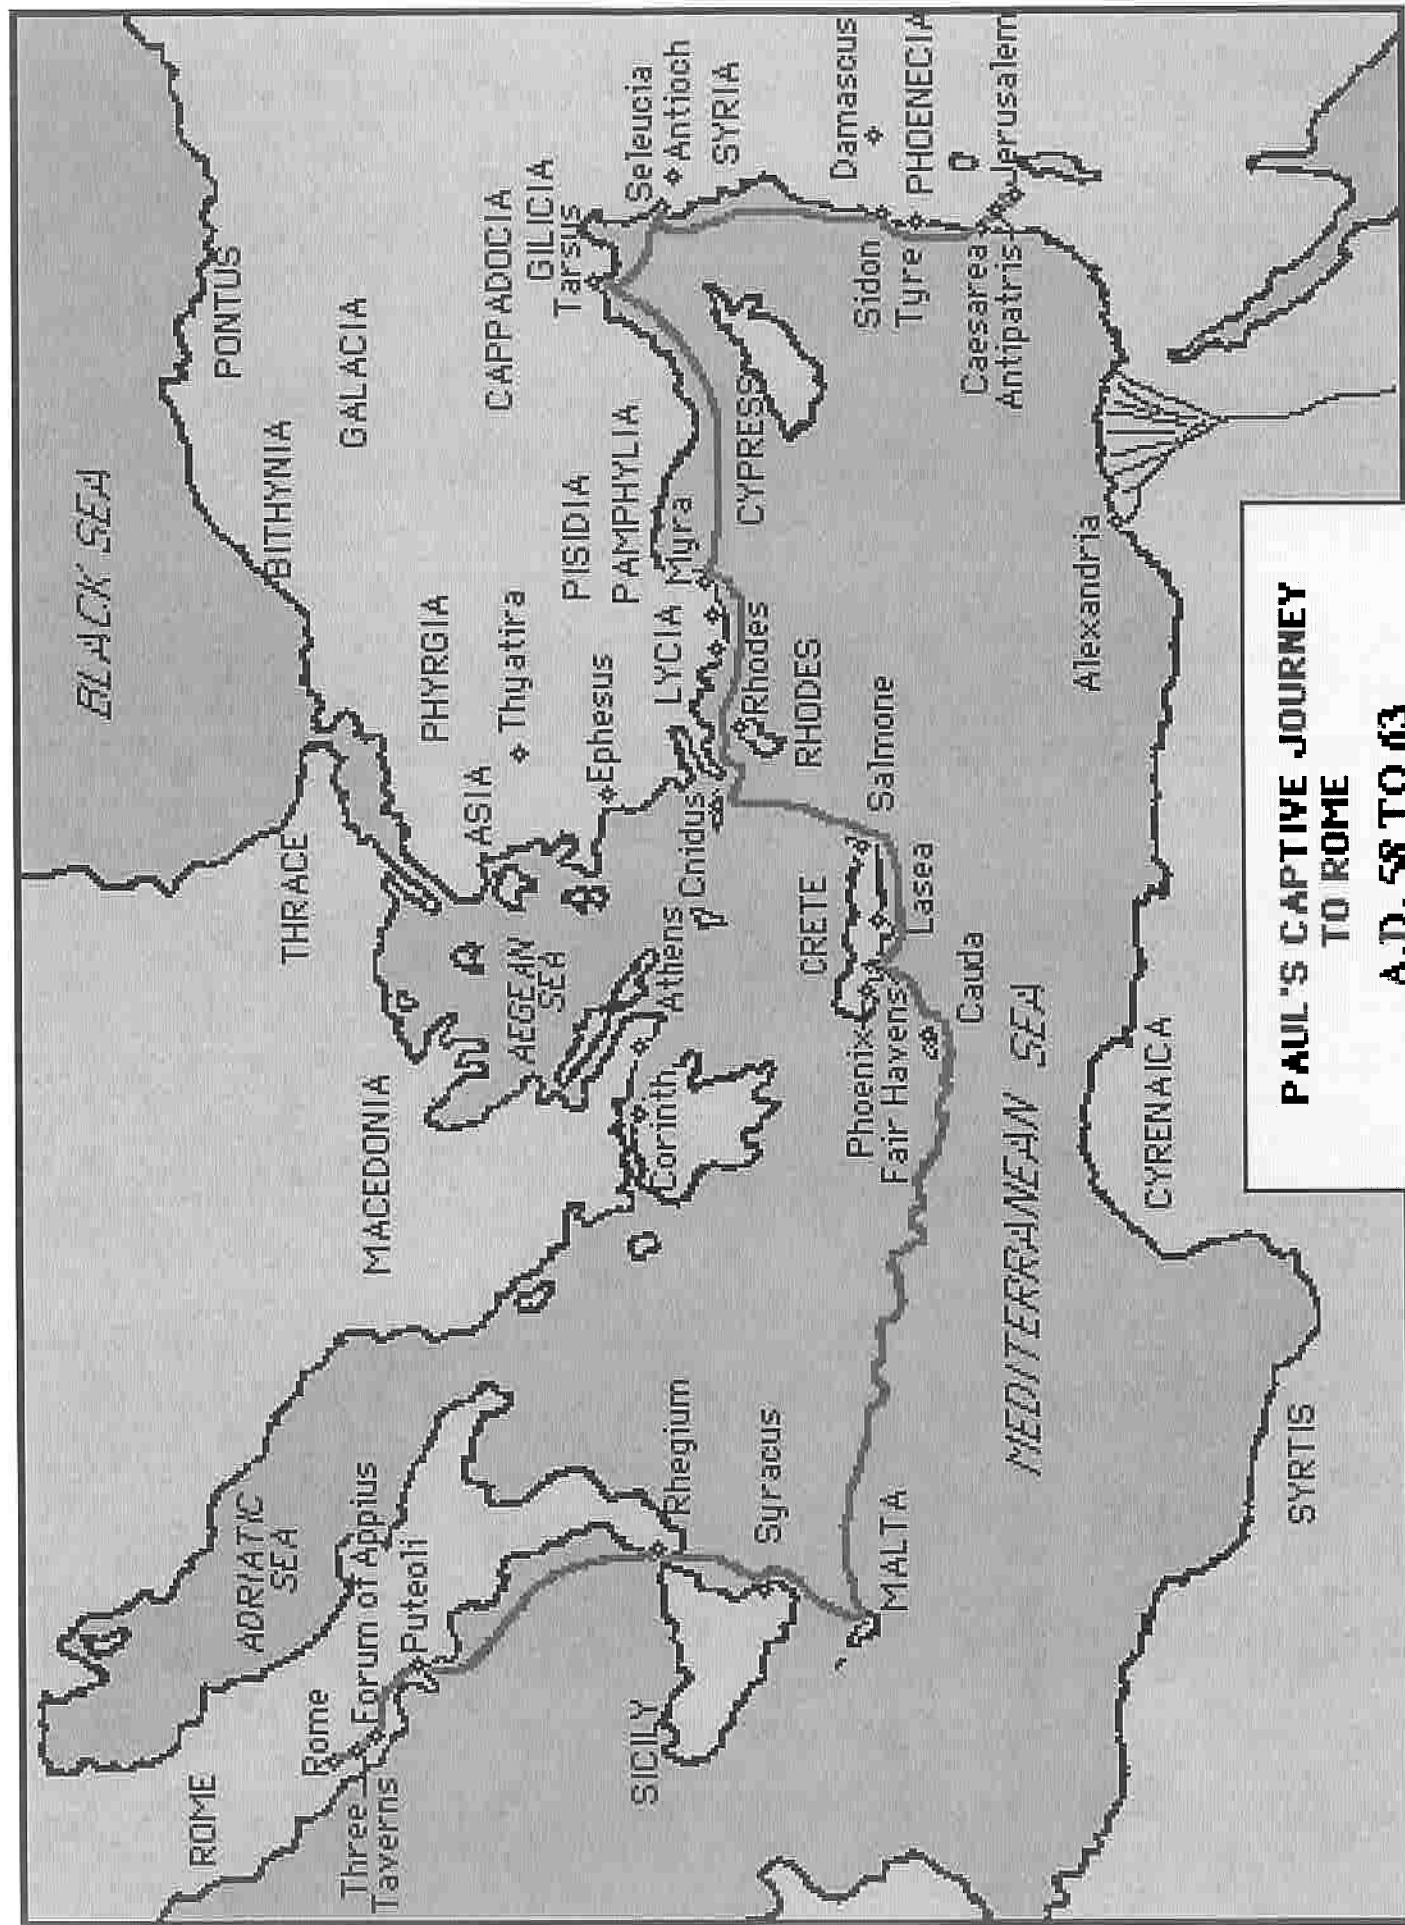 BLACK SEA
ROME
PONTUS
ADRIATIC
SEA
BITHYNIA
THRACE
Rome
GALACIA
Three
Taverns
Forum of Appius
MACEDONIA
PHYRGIA
Puteoli
ASIA
CAPPADOCIA
Thyatira
AEGEAN
SEA
GILICIA
Tarsus
PISIDIA
PAMPHYLIA
Ephesus
Seleucia
Antioch
SYRIA
SICILY
Rhegium
Corinth
Athens
Cnidus
LYCIA
Myra
CYPRESS
Rhodes
RHODES
Syracus
CRETE
Salmone
Phoenix
Fair Havens
Lasea
Cauda
Damascus
Sidon
Tyre
PHOENECIA
MALTA
Caesarea
Antipatris
Jerusalem
MEDITERRANEAN SEA
Alexandria
CYRENAICA
SYRTIS
PAUL'S CAPTIVE JOURNEY
TO ROME
A.D. 58 TO 63